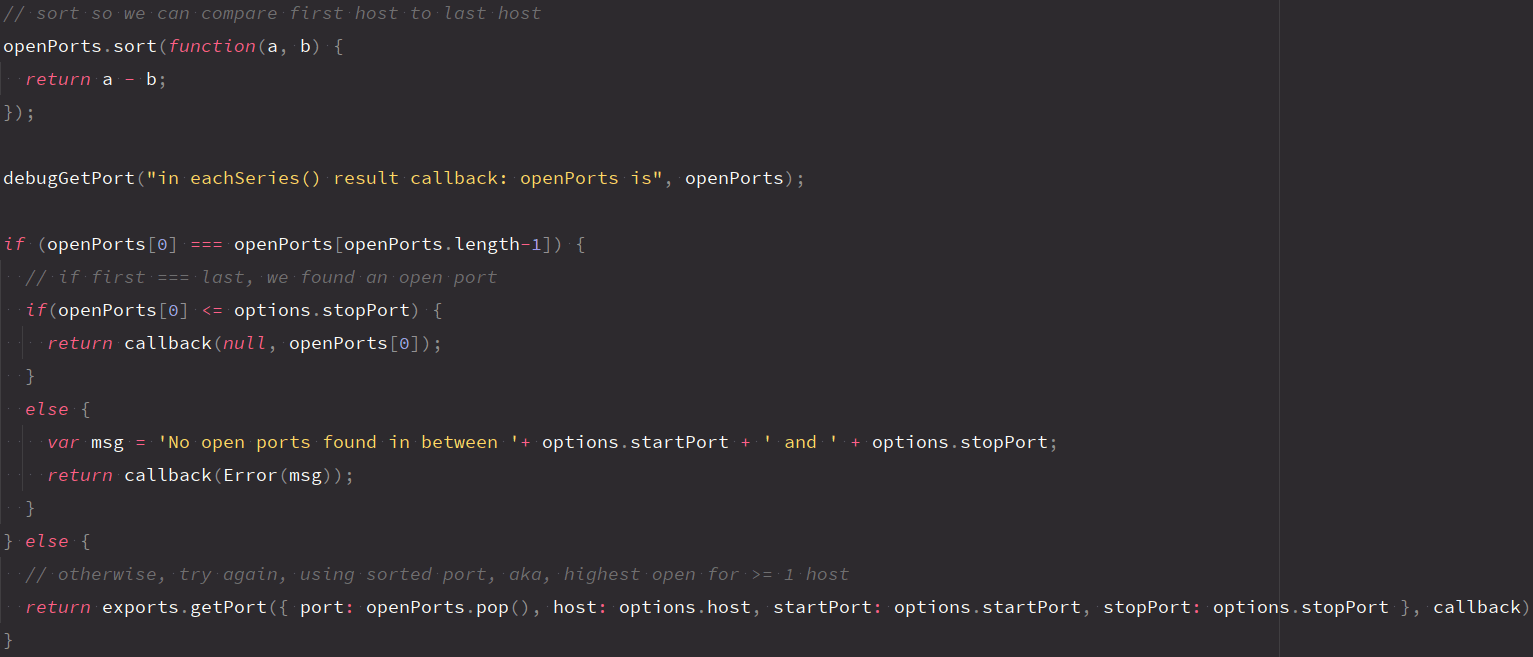 // sort so we can compare first host to last host
openPorts.sort(function(a, b) {
  return a - b;
});

debugGetPort("in eachSeries() result callback: openPorts is", openPorts);

if (openPorts[0] === openPorts[openPorts.length-1]) {
  // if first === last, we found an open port
  if(openPorts[0] <= options.stopPort) {
    return callback(null, openPorts[0]);
  }
  else {
    var msg = 'No open ports found in between '+ options.startPort + ' and ' + options.stopPort;
    return callback(Error(msg));
  }
} else {
  // otherwise, try again, using sorted port, aka, highest open for >= 1 host
  return exports.getPort({ port: openPorts.pop(), host: options.host, startPort: options.startPort, stopPort: options.stopPort }, callback)
}